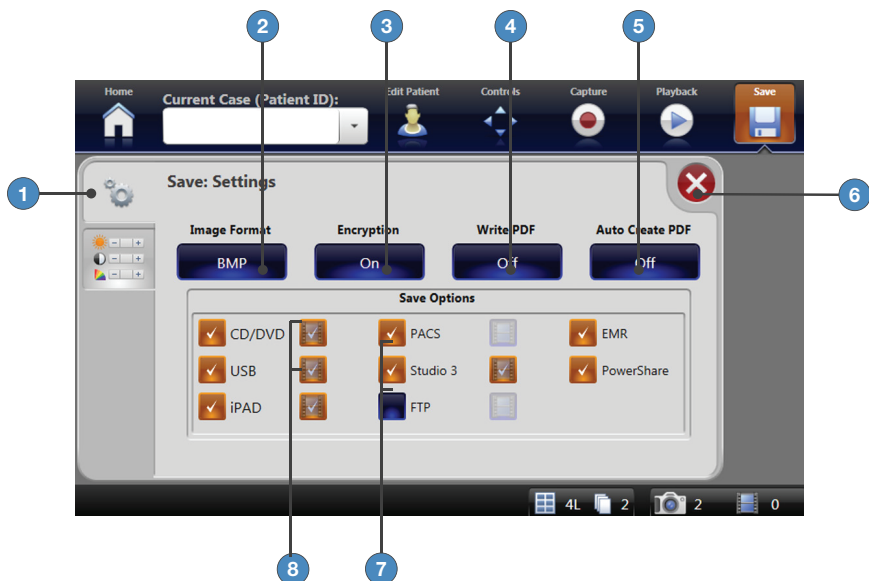 2 3 4 5
Home Edit Patient Controls Capture Playback Save
Current Case (Patient ID):
1 Save: Settings 6
Image Format Encryption Write PDF Auto Create PDF
BMP On Off Off
Save Options
CD/DVD PACS EMR
USB Studio 3 PowerShare
iPAD FTP
4L 2 2 0
8 7